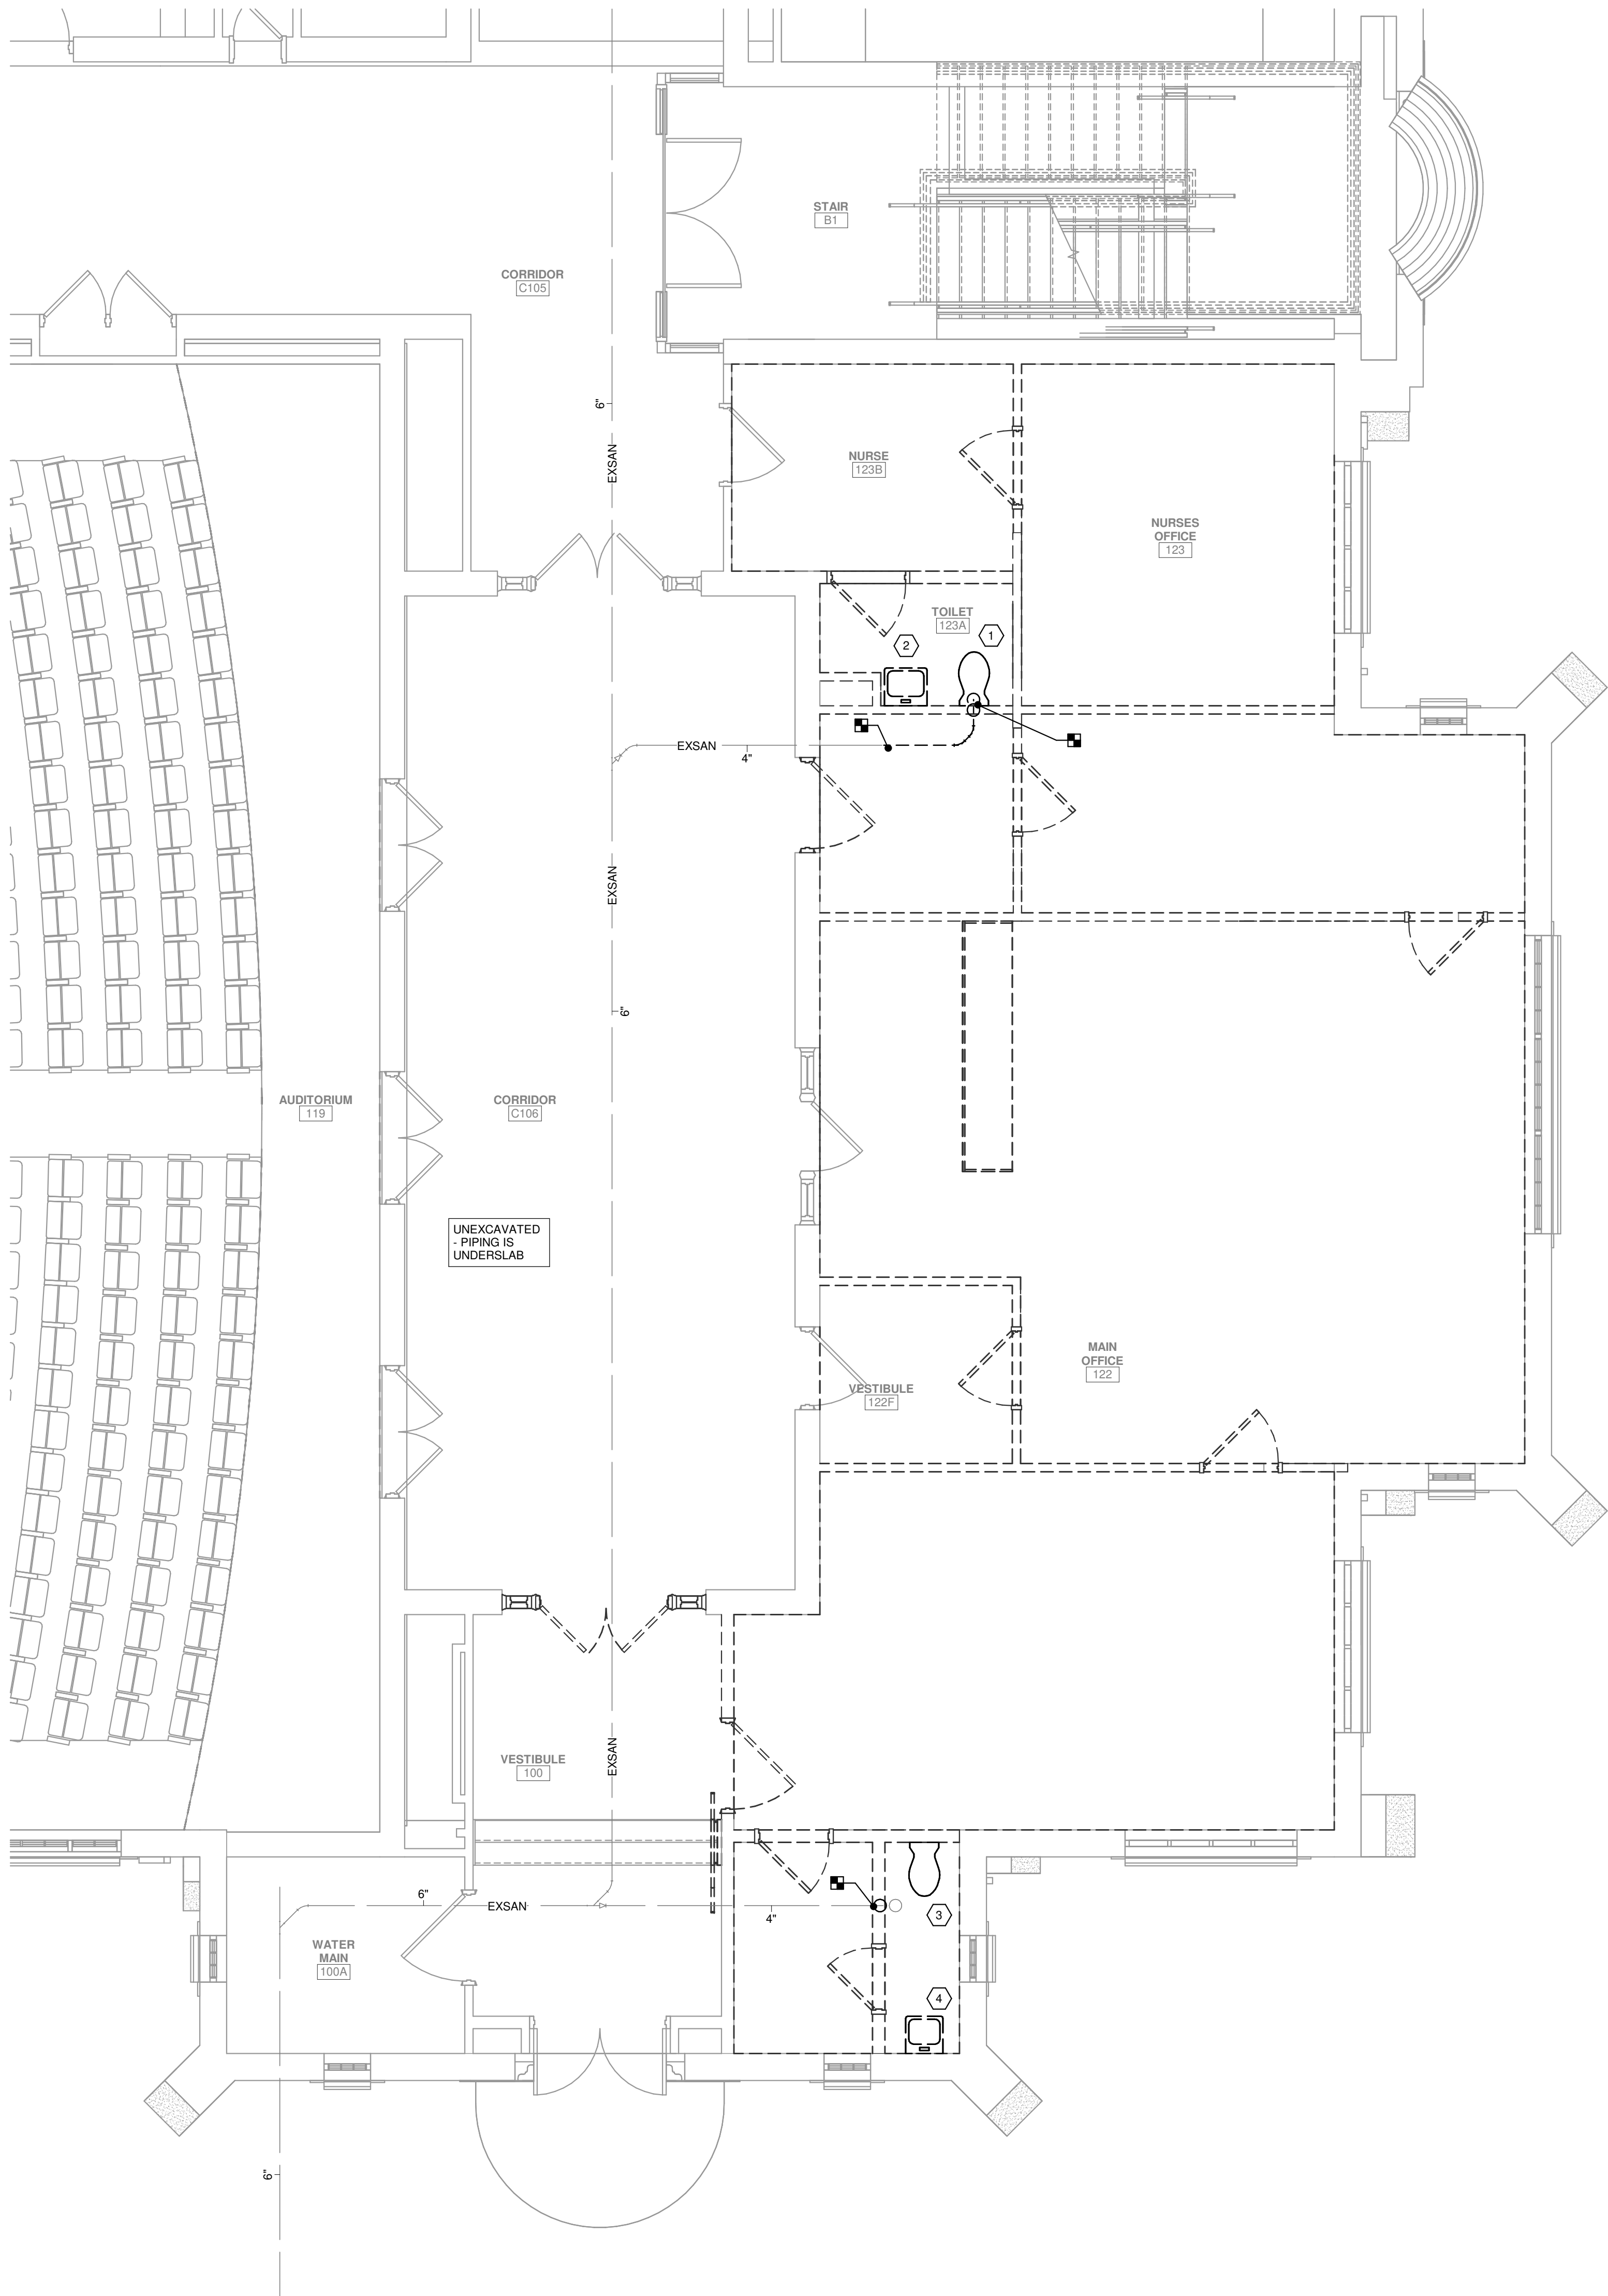 STAIR
B1
CORRIDOR
C105
6"
EXSAN
NURSE
123B
NURSES
OFFICE
123
TOILET
123A
1
2
EXSAN
4"
EXSAN
6"
AUDITORIUM
119
CORRIDOR
C106
UNEXCAVATED
- PIPING IS
UNDERSLAB
MAIN
OFFICE
122
VESTIBULE
122F
EXSAN
VESTIBULE
100
6"
EXSAN
4"
3
WATER
MAIN
100A
4
6"